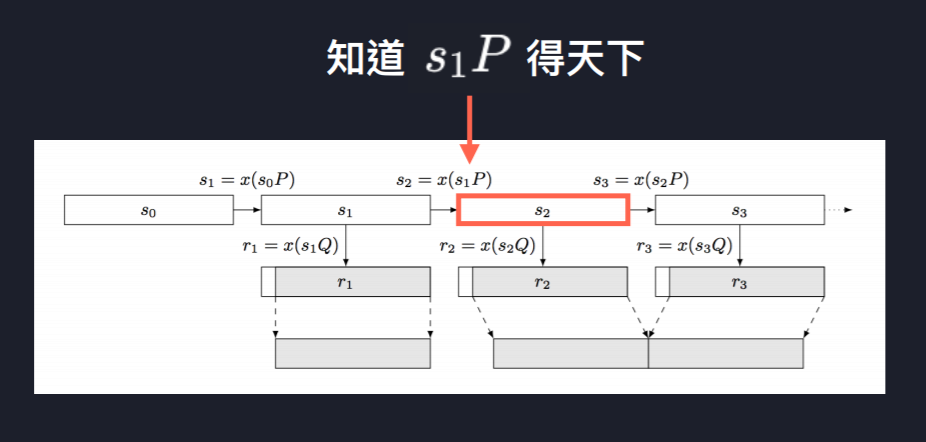 知道 s₁P 得天下
s₁ = x(s₀P) s₂ = x(s₁P) s₃ = x(s₂P)
s₀ s₁ s₂ s₃
r₁ = x(s₁Q) r₂ = x(s₂Q) r₃ = x(s₃Q)
r₁ r₂ r₃